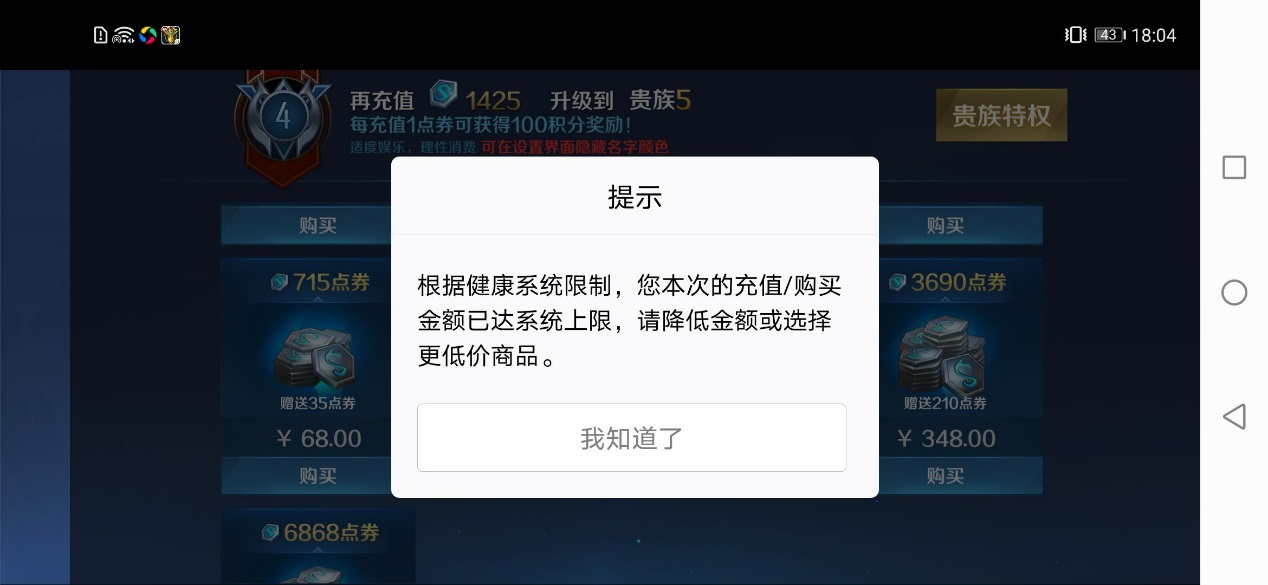 43 18:04
4
再充值 1425 升级到 贵族5
每充值1点券可获得100积分奖励!
适度娱乐，理性消费 可在设置界面隐藏名字颜色
贵族特权
提示
购买
购买
根据健康系统限制，您本次的充值/购买
金额已达系统上限，请降低金额或选择
更低价商品。
715点券
3690点券
赠送35点券
赠送210点券
我知道了
¥ 68.00
¥ 348.00
购买
购买
6868点券